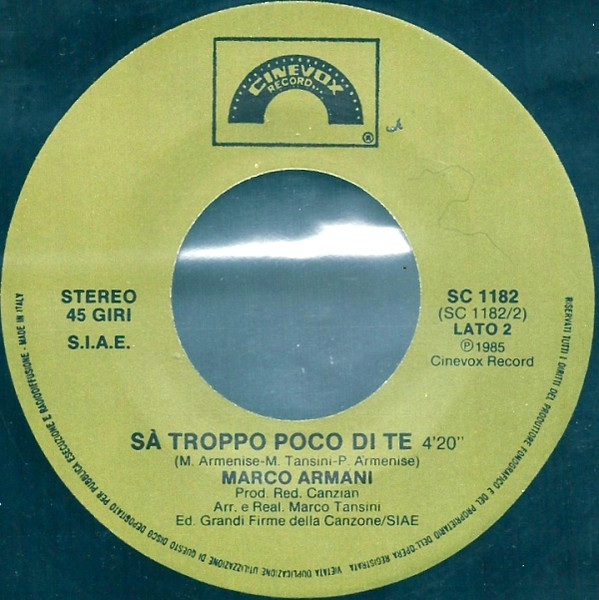 CINEVOX
RECORD...
®
STEREO
45 GIRI
S.I.A.E.
SC 1182
(SC 1182/2)
LATO 2
℗ 1985
Cinevox Record
SÀ TROPPO POCO DI TE 4'20"
(M. Armenise-M. Tansini-P. Armenise)
MARCO ARMANI
Prod. Red. Canzian
Arr. e Real. Marco Tansini
Ed. Grandi Firme della Canzone/SIAE
RISERVATI TUTTI I DIRITTI DEL PRODUTTORE FONOGRAFICO E DEL PROPRIETARIO DELL'OPERA REGISTRATA VIETATA DUPLICAZIONE UTILIZZAZIONE DI QUESTO DISCO DEPOSITATO PER PUBBLICA ESECUZIONE E RADIODIFFUSIONE - MADE IN ITALY